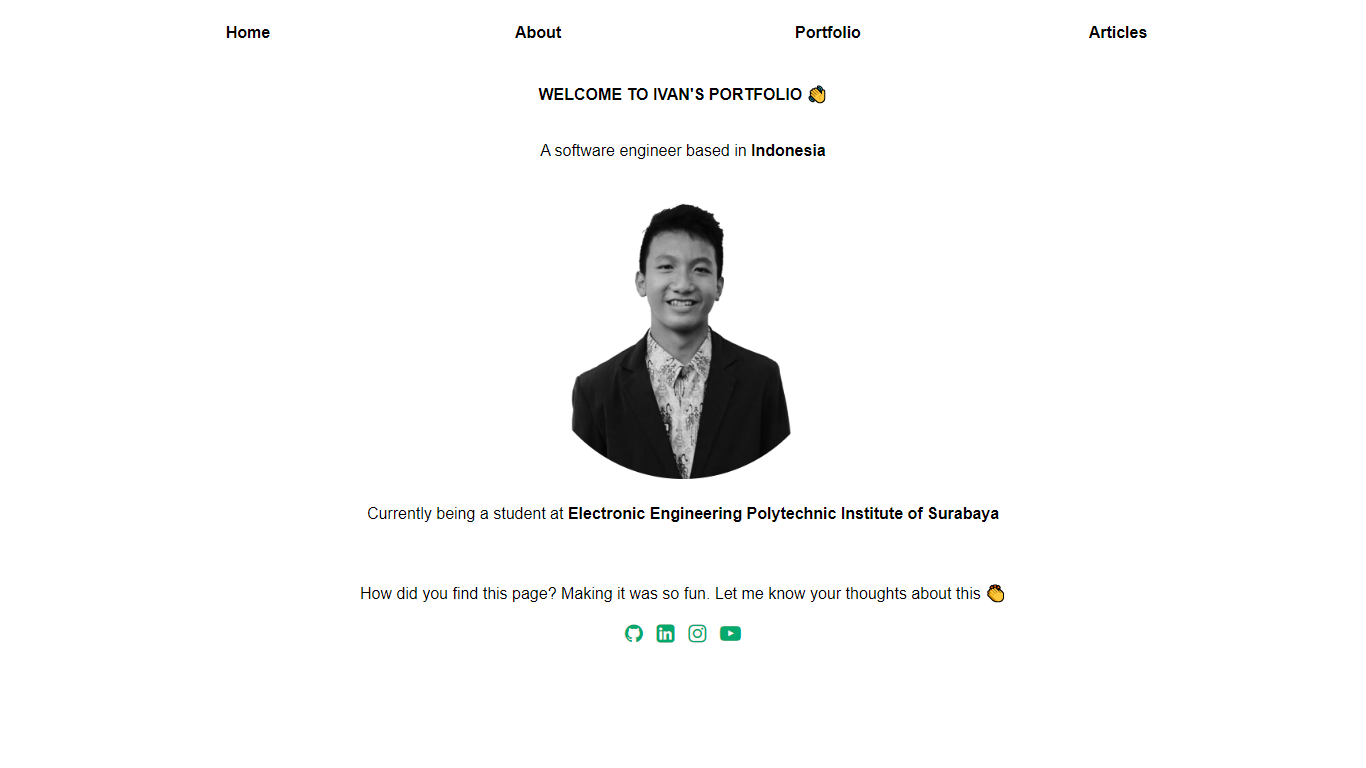 Home About Portfolio Articles
WELCOME TO IVAN'S PORTFOLIO 👏
A software engineer based in Indonesia
Currently being a student at Electronic Engineering Polytechnic Institute of Surabaya
How did you find this page? Making it was so fun. Let me know your thoughts about this 👏
in